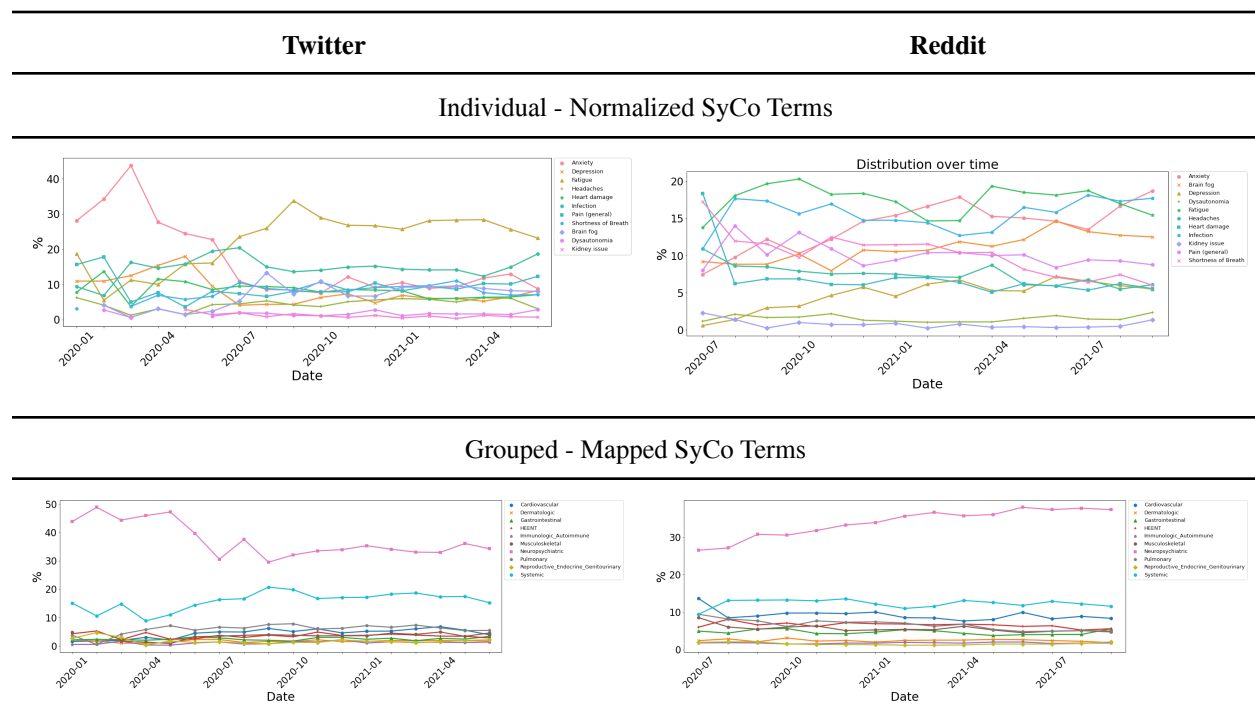 Twitter
Reddit
Individual - Normalized SyCo Terms
40
30
20
10
0
%
2020-01
2020-04
2020-07
2020-10
2021-01
2021-04
Date
Anxiety
Depression
Fatigue
Headaches
Heart damage
Infection
Pain (general)
Shortness of Breath
Brain fog
Dysautonomia
Kidney issue
Distribution over time
20
15
10
5
0
%
2020-07
2020-10
2021-01
2021-04
2021-07
Date
Anxiety
Brain fog
Depression
Dysautonomia
Fatigue
Headaches
Heart damage
Infection
Kidney issue
Pain (general)
Shortness of Breath
Grouped - Mapped SyCo Terms
50
40
30
20
10
0
%
2020-01
2020-04
2020-07
2020-10
2021-01
2021-04
Date
Cardiovascular
Dermatologic
Gastrointestinal
HEENT
Immunologic_Autoimmune
Musculoskeletal
Neuropsychiatric
Pulmonary
Reproductive_Endocrine_Genitourinary
Systemic
30
20
10
0
%
2020-07
2020-10
2021-01
2021-04
2021-07
Date
Cardiovascular
Dermatologic
Gastrointestinal
HEENT
Immunologic_Autoimmune
Musculoskeletal
Neuropsychiatric
Pulmonary
Reproductive_Endocrine_Genitourinary
Systemic